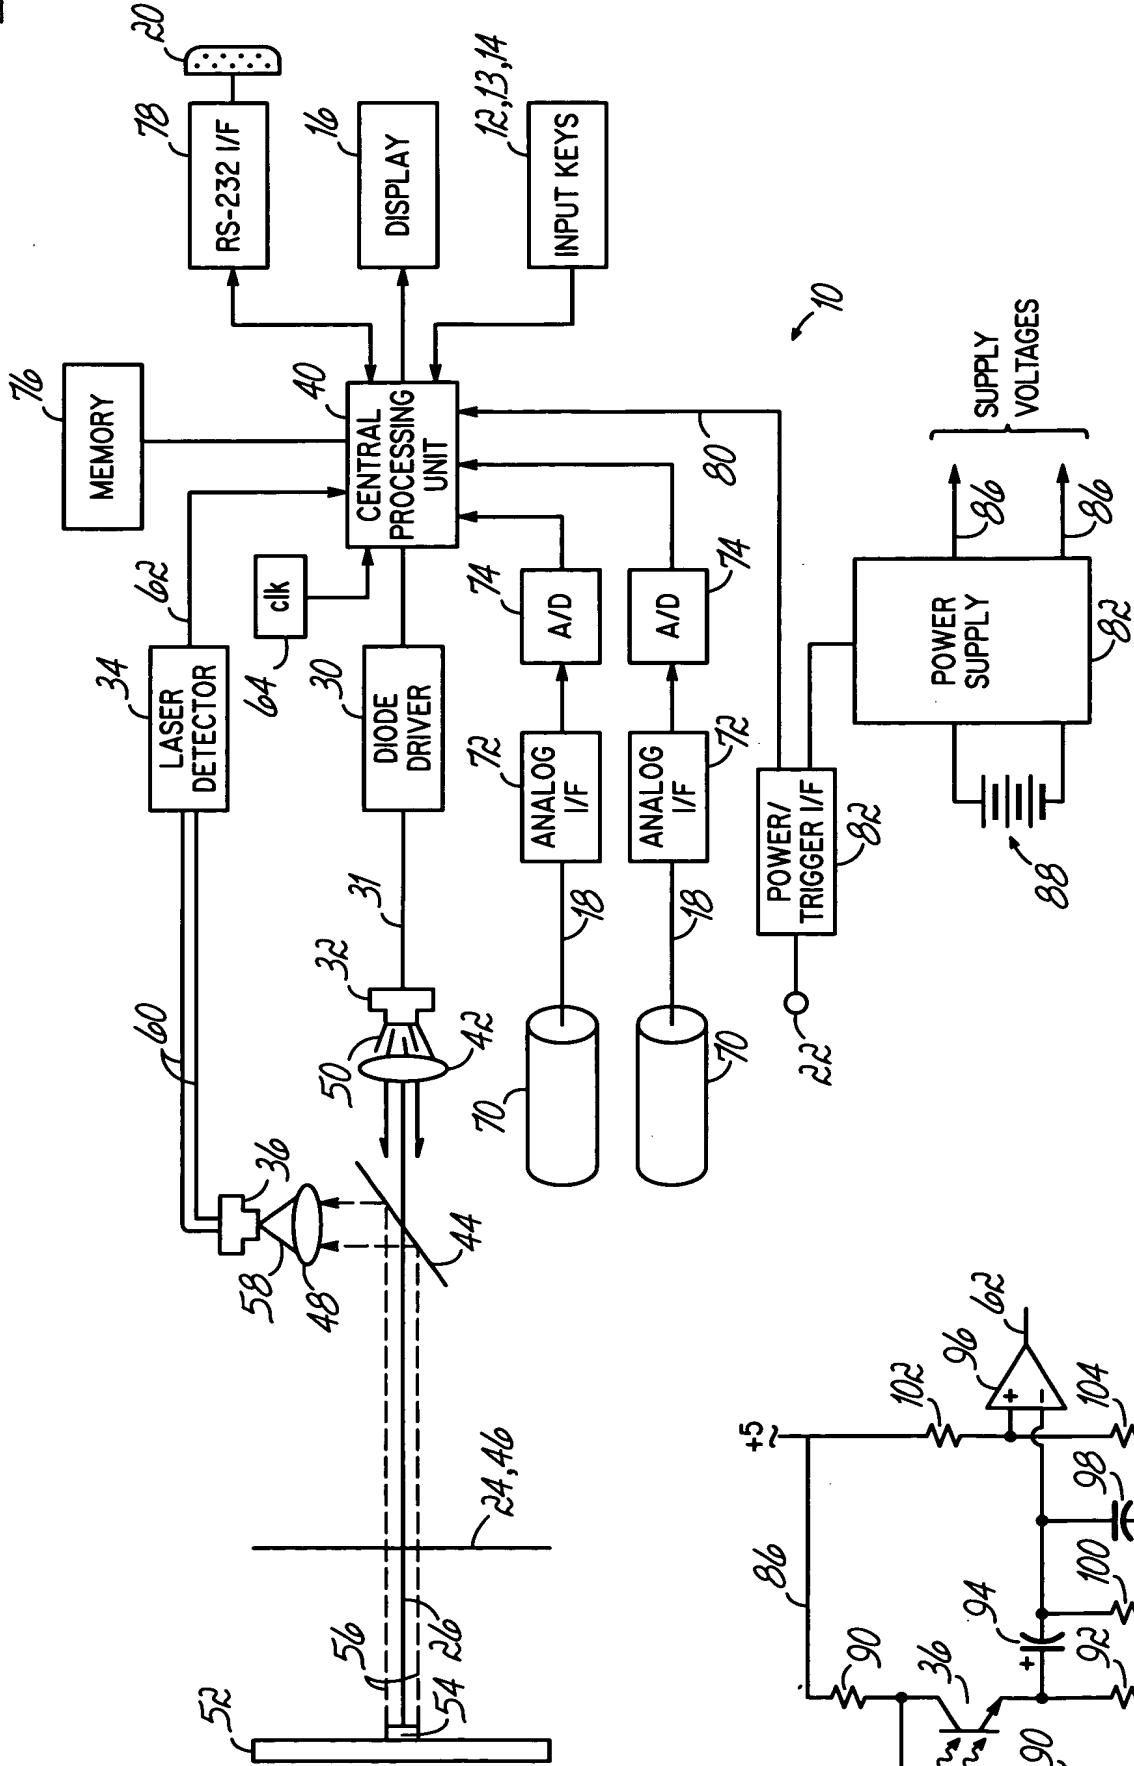 20
78
RS-232 I/F
16
DISPLAY
12,13,14
INPUT KEYS
76
MEMORY
40
CENTRAL
PROCESSING
UNIT
80
10
SUPPLY
VOLTAGES
86
86
62
clk
64
34
LASER
DETECTOR
30
DIODE
DRIVER
74
A/D
74
A/D
72
ANALOG
I/F
72
ANALOG
I/F
POWER
SUPPLY
82
POWER/
TRIGGER I/F
82
88
18
18
31
32
60
50
42
70
70
22
36
58
48
44
24,46
56
26
54
52
+5
~
102
96
+
-
62
104
98
86
100
94
+
90
36
92
90